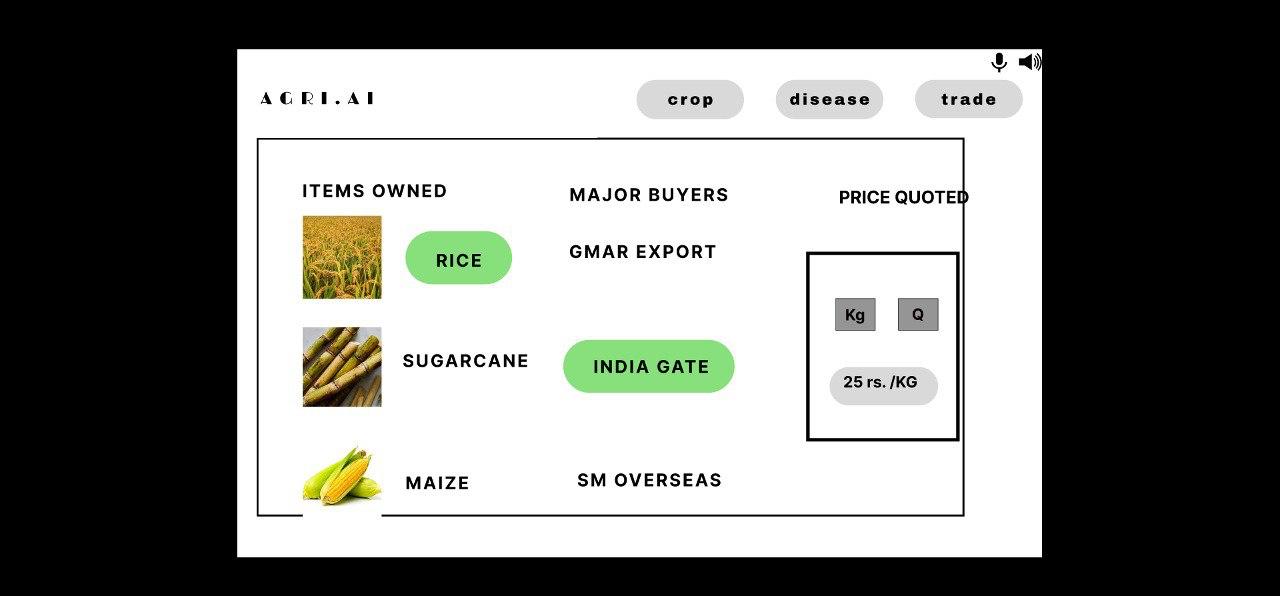 AGRI.AI
crop
disease
trade
ITEMS OWNED
MAJOR BUYERS
PRICE QUOTED
RICE
GMAR EXPORT
Kg
Q
SUGARCANE
INDIA GATE
25 rs. /KG
MAIZE
SM OVERSEAS